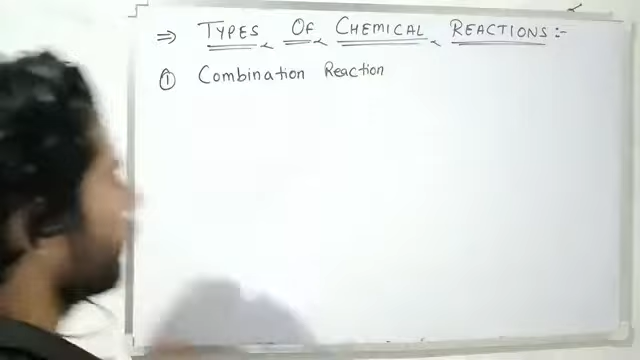 ⇒ TYPES OF CHEMICAL REACTIONS :-
① Combination Reaction